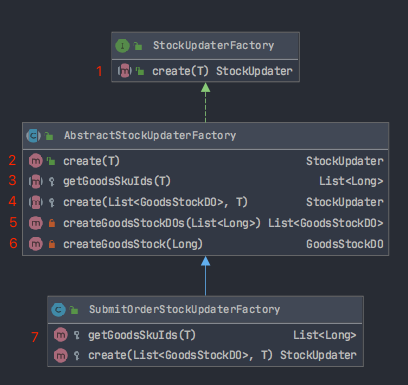 StockUpdaterFactory
1 create(T) StockUpdater
AbstractStockUpdaterFactory
2 create(T) StockUpdater
3 getGoodsSkuIds(T) List<Long>
4 create(List<GoodsStockDO>, T) StockUpdater
5 createGoodsStockDOs(List<Long>) List<GoodsStockDO>
6 createGoodsStock(Long) GoodsStockDO
SubmitOrderStockUpdaterFactory
7 getGoodsSkuIds(T) List<Long>
create(List<GoodsStockDO>, T) StockUpdater